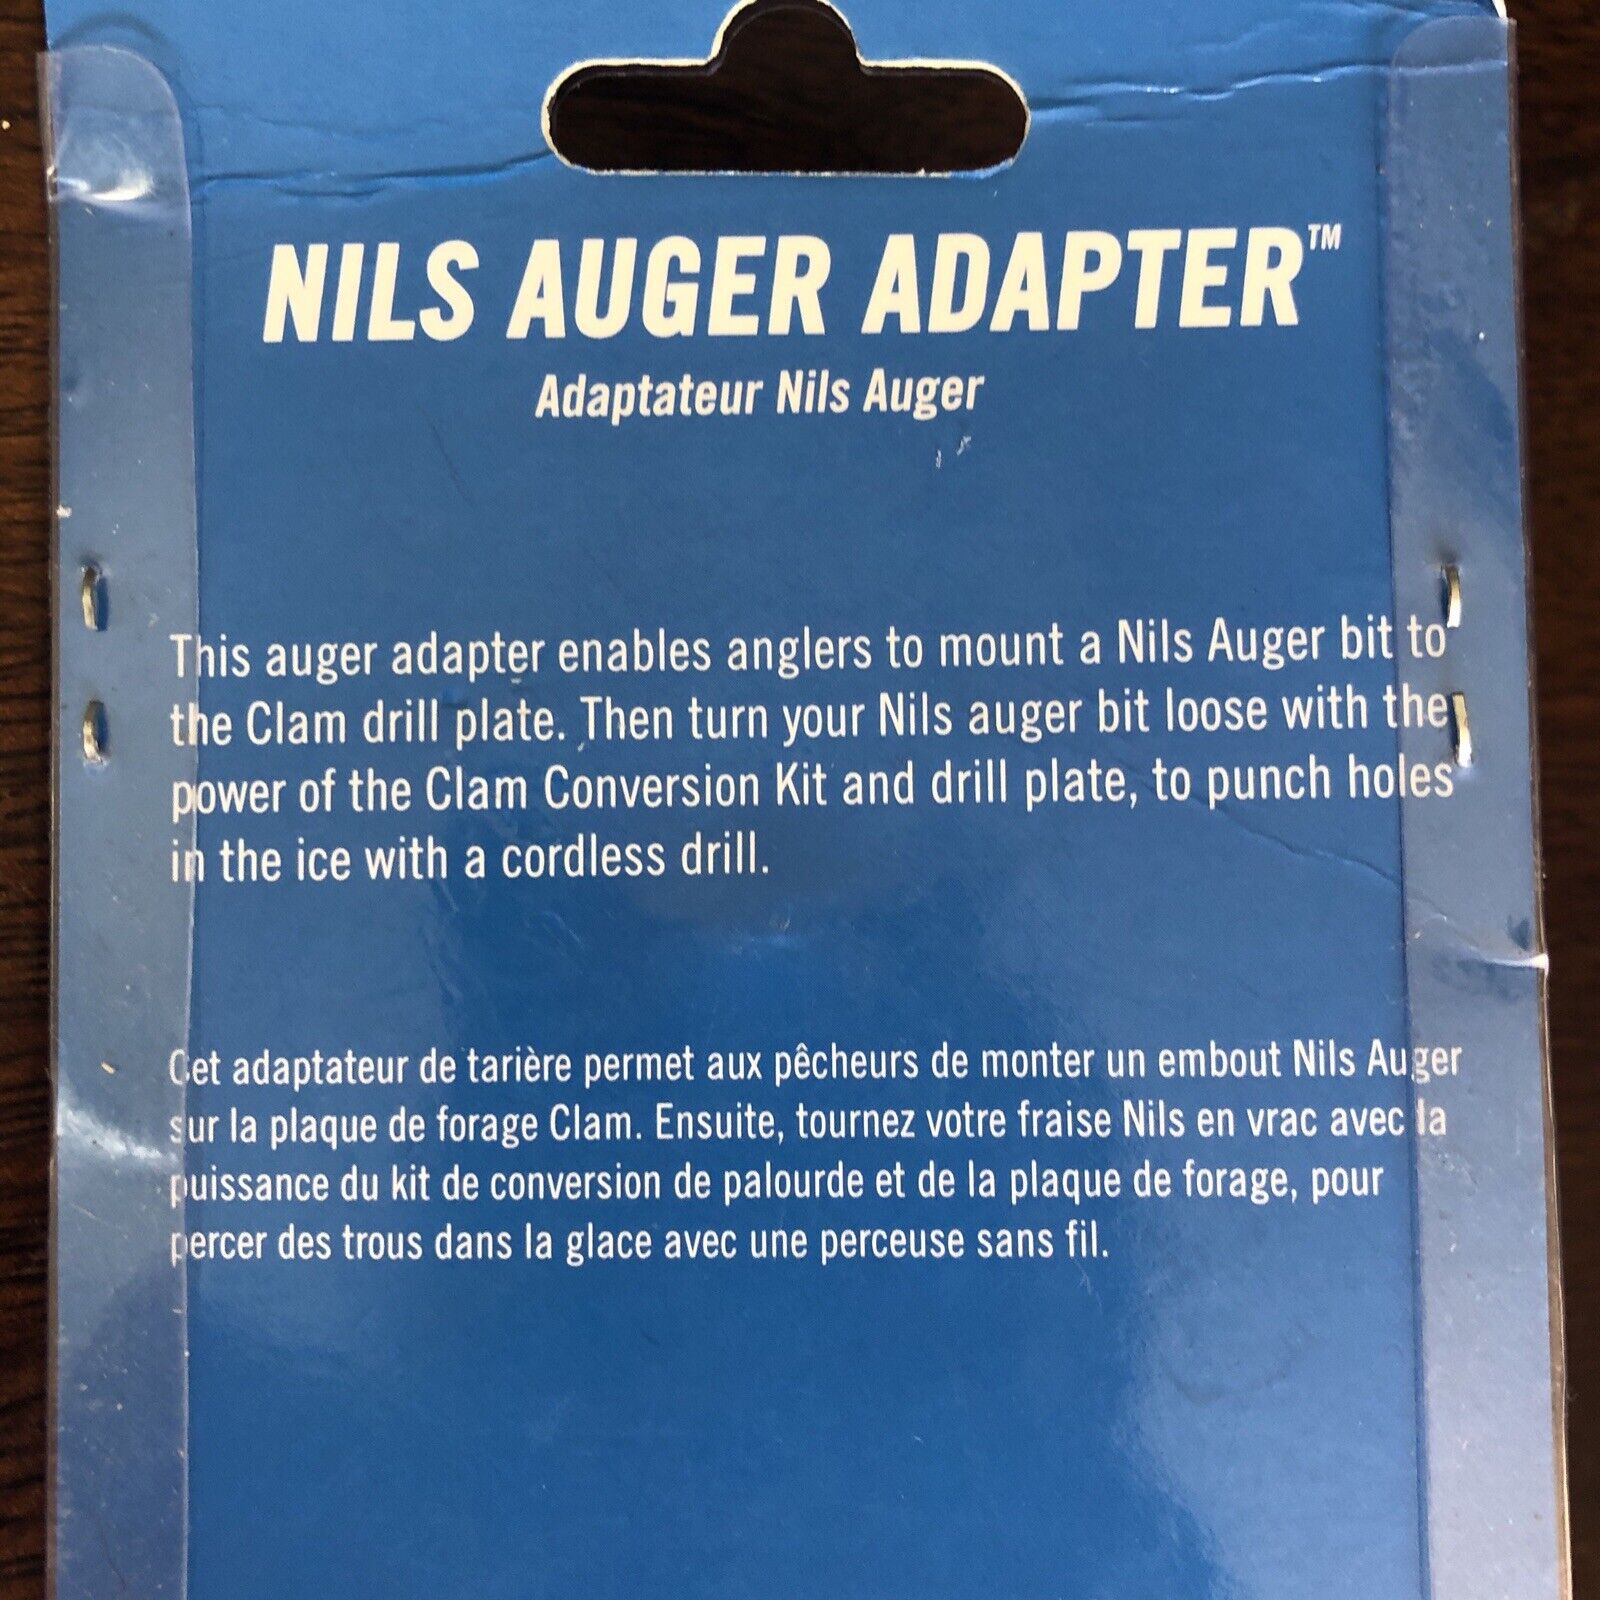 NILS AUGER ADAPTER™
Adaptateur Nils Auger
This auger adapter enables anglers to mount a Nils Auger bit to
the Clam drill plate. Then turn your Nils auger bit loose with the
power of the Clam Conversion Kit and drill plate, to punch holes
in the ice with a cordless drill.
Cet adaptateur de tarière permet aux pêcheurs de monter un embout Nils Auger
sur la plaque de forage Clam. Ensuite, tournez votre fraise Nils en vrac avec la
puissance du kit de conversion de palourde et de la plaque de forage, pour
percer des trous dans la glace avec une perceuse sans fil.